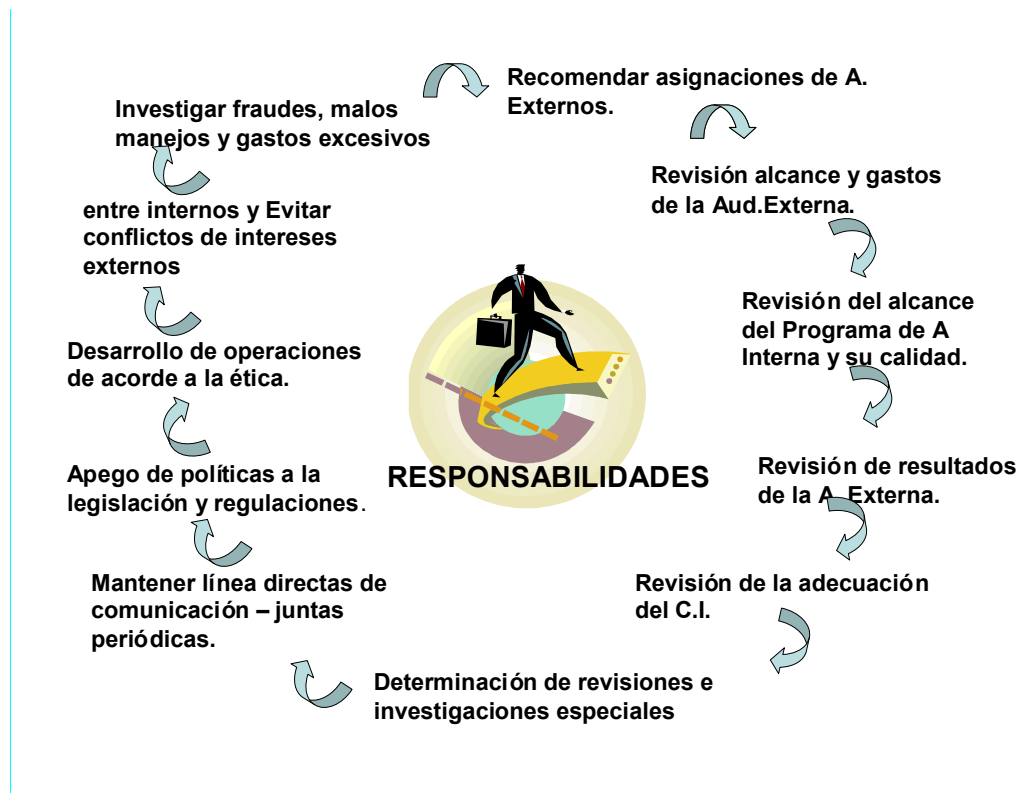 Recomendar asignaciones de A.
Externos.
Revisión alcance y gastos
de la Aud.Externa.
Revisión del alcance
del Programa de A
Interna y su calidad.
Revisión de resultados
de la A. Externa.
Revisión de la adecuación
del C.I.
Determinación de revisiones e
investigaciones especiales
Mantener línea directas de
comunicación – juntas
periódicas.
Apego de políticas a la
legislación y regulaciones.
Desarrollo de operaciones
de acorde a la ética.
entre internos y Evitar
conflictos de intereses
externos
Investigar fraudes, malos
manejos y gastos excesivos
RESPONSABILIDADES